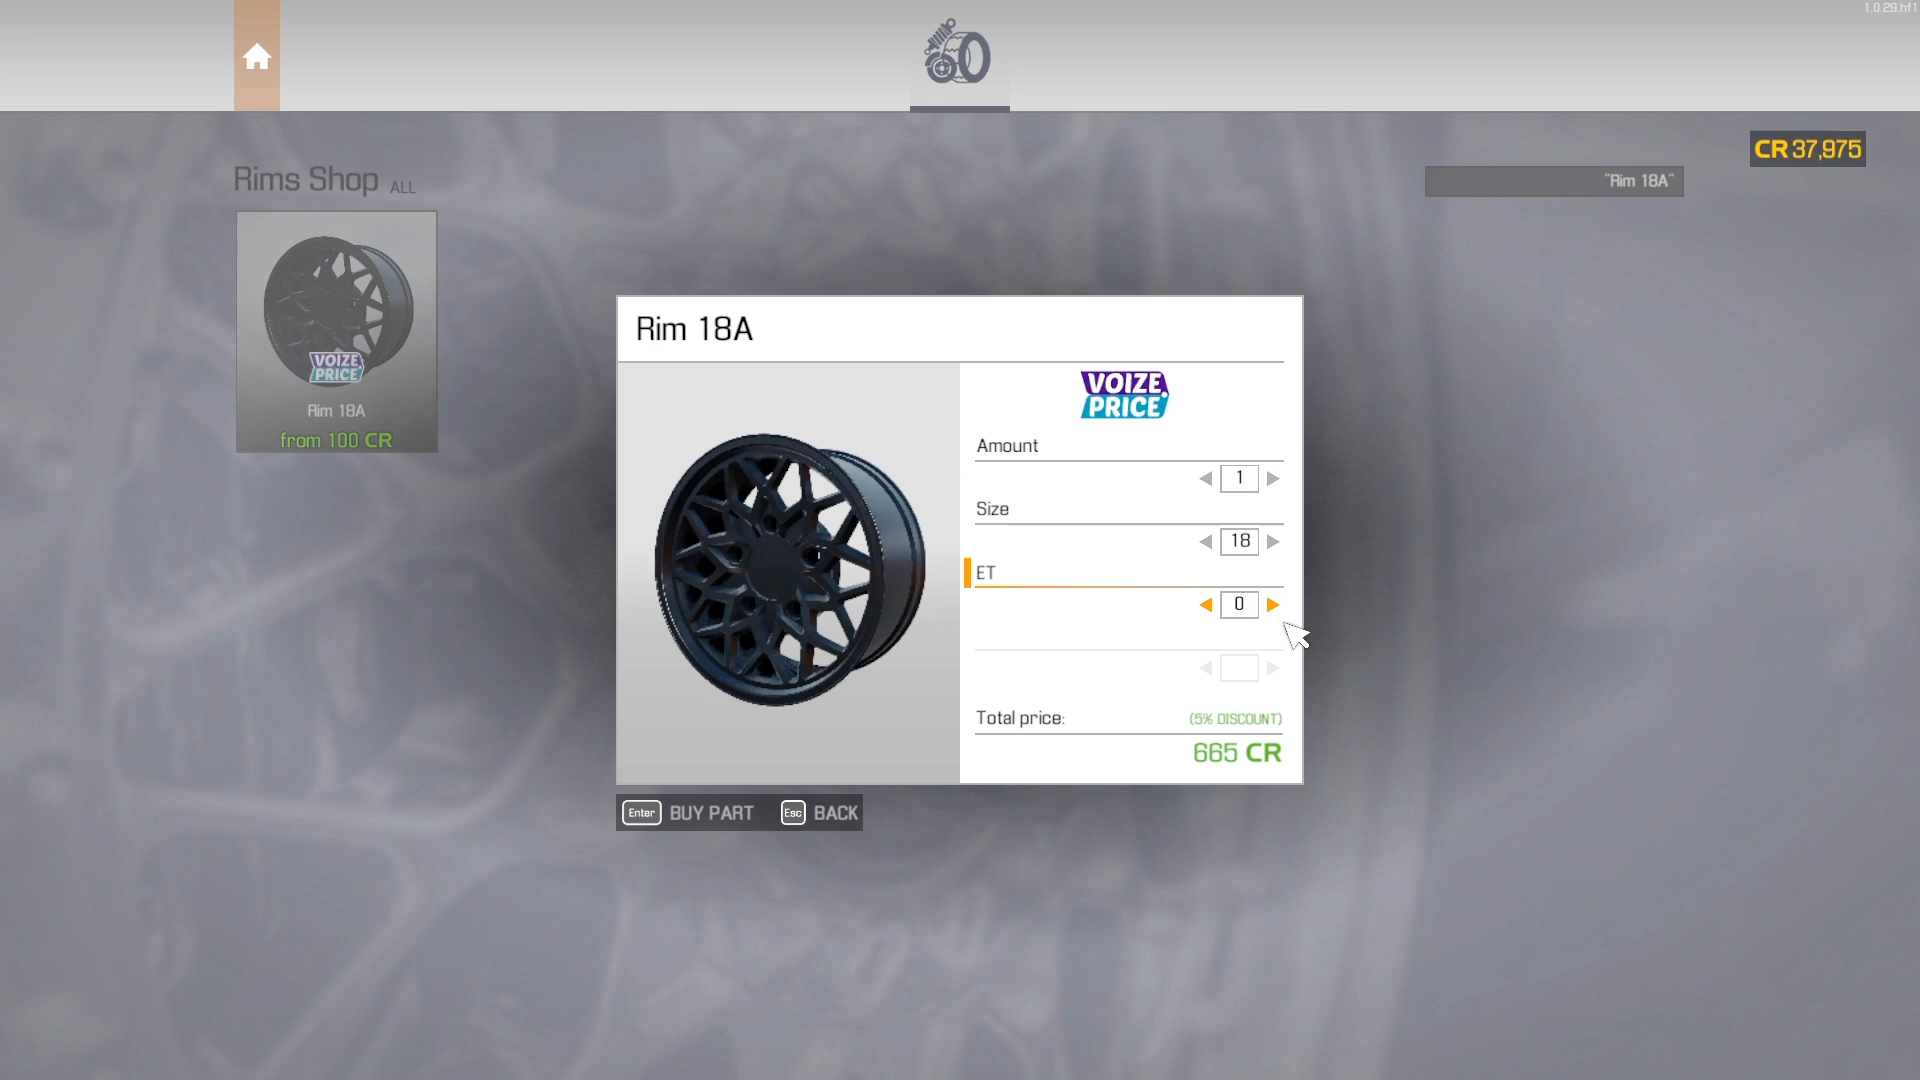 1.0.29.hf1
CR 37,975
Rims Shop ALL
"Rim 18A"
VOIZE.
PRICE
Rim 18A
from 100 CR
Rim 18A
VOIZE.
PRICE
Amount
1
Size
18
ET
0
Total price: (5% DISCOUNT)
665 CR
Enter BUY PART Esc BACK